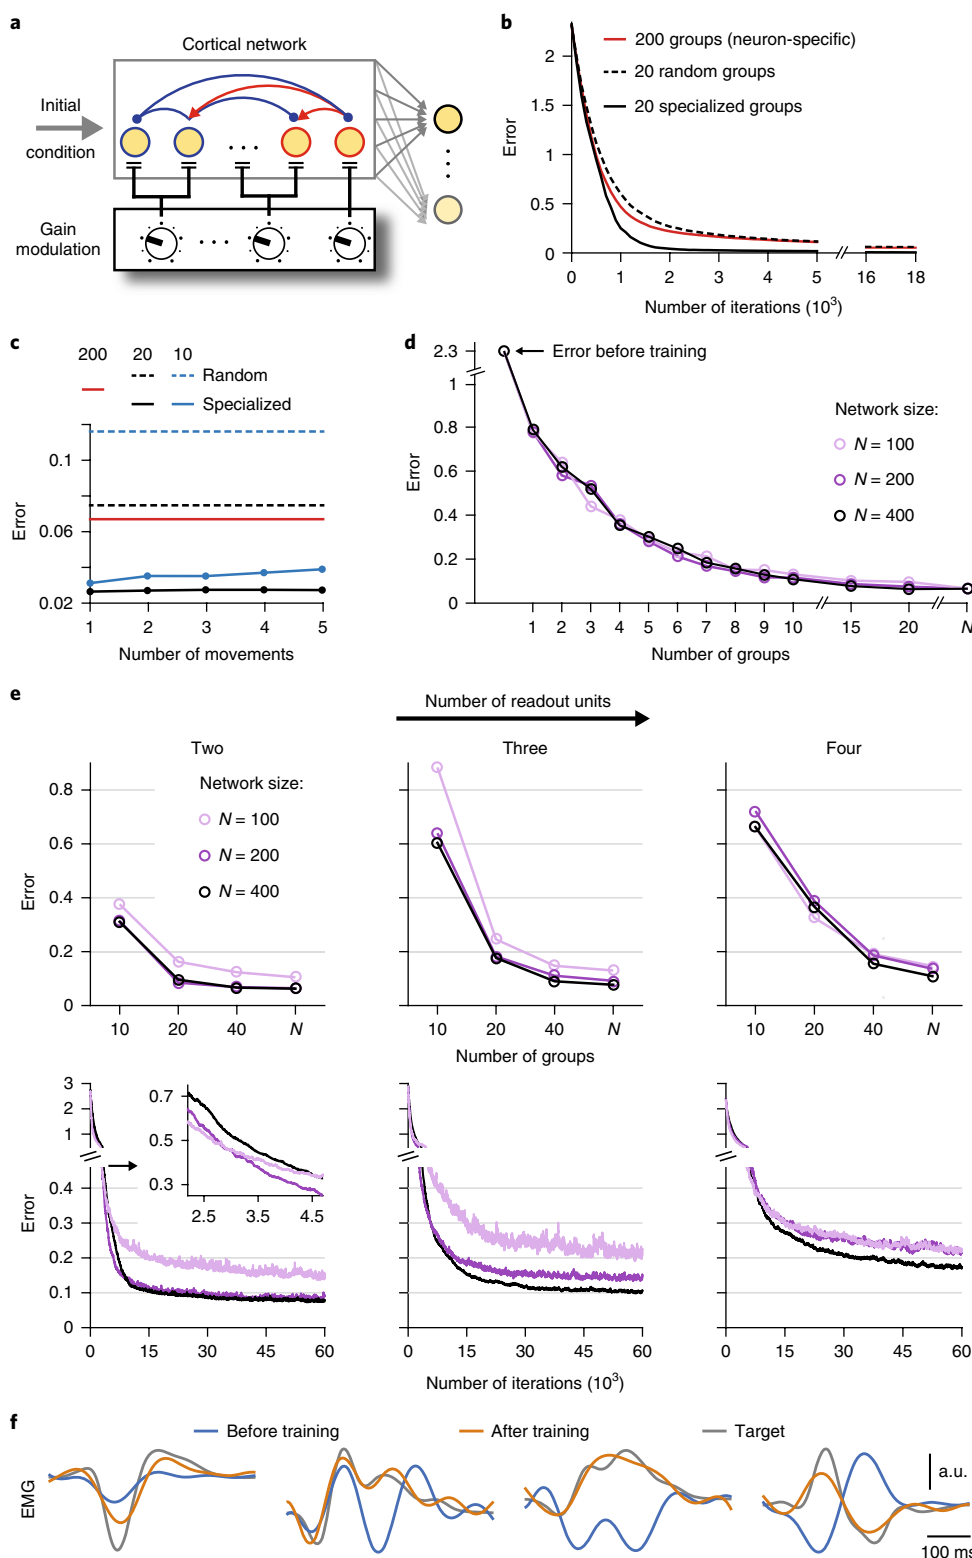 a
Cortical network
Initial
condition
Gain
modulation
b
200 groups (neuron-specific)
20 random groups
20 specialized groups
Error
2
1.5
1
0.5
0
0 1 2 3 4 5 16 18
Number of iterations (10³)
c
200 20 10
Random
Specialized
Error
0.1
0.06
0.02
1 2 3 4 5
Number of movements
d
2.3
Error before training
1
0.8
0.6
0.4
0.2
0
Error
Network size:
N = 100
N = 200
N = 400
1 2 3 4 5 6 7 8 9 10 15 20 N
Number of groups
e
Number of readout units
Two Three Four
Network size:
N = 100
N = 200
N = 400
Error
0.8
0.6
0.4
0.2
0
10 20 40 N
10 20 40 N
10 20 40 N
Number of groups
Error
3
2
1
0.4
0.3
0.2
0.1
0
0.7
0.5
0.3
2.5 3.5 4.5
0 15 30 45 60
0 15 30 45 60
0 15 30 45 60
Number of iterations (10³)
f
Before training After training Target
EMG
a.u.
100 ms